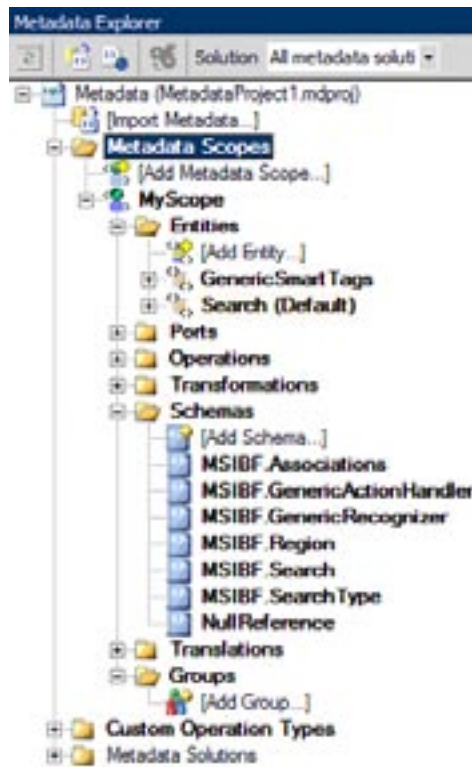 Metadata Explorer
Solution All metadata soluti
Metadata (MetadataProject1.mdproj)
[Import Metadata...]
Metadata Scopes
[Add Metadata Scope...]
MyScope
Entities
[Add Entity...]
GenericSmartTags
Search (Default)
Ports
Operations
Transformations
Schemas
[Add Schema...]
MSIBF.Associations
MSIBF.GenericActionHandler
MSIBF.GenericRecognizer
MSIBF.Region
MSIBF.Search
MSIBF.SearchType
NullReference
Translations
Groups
[Add Group...]
Custom Operation Types
Metadata Solutions